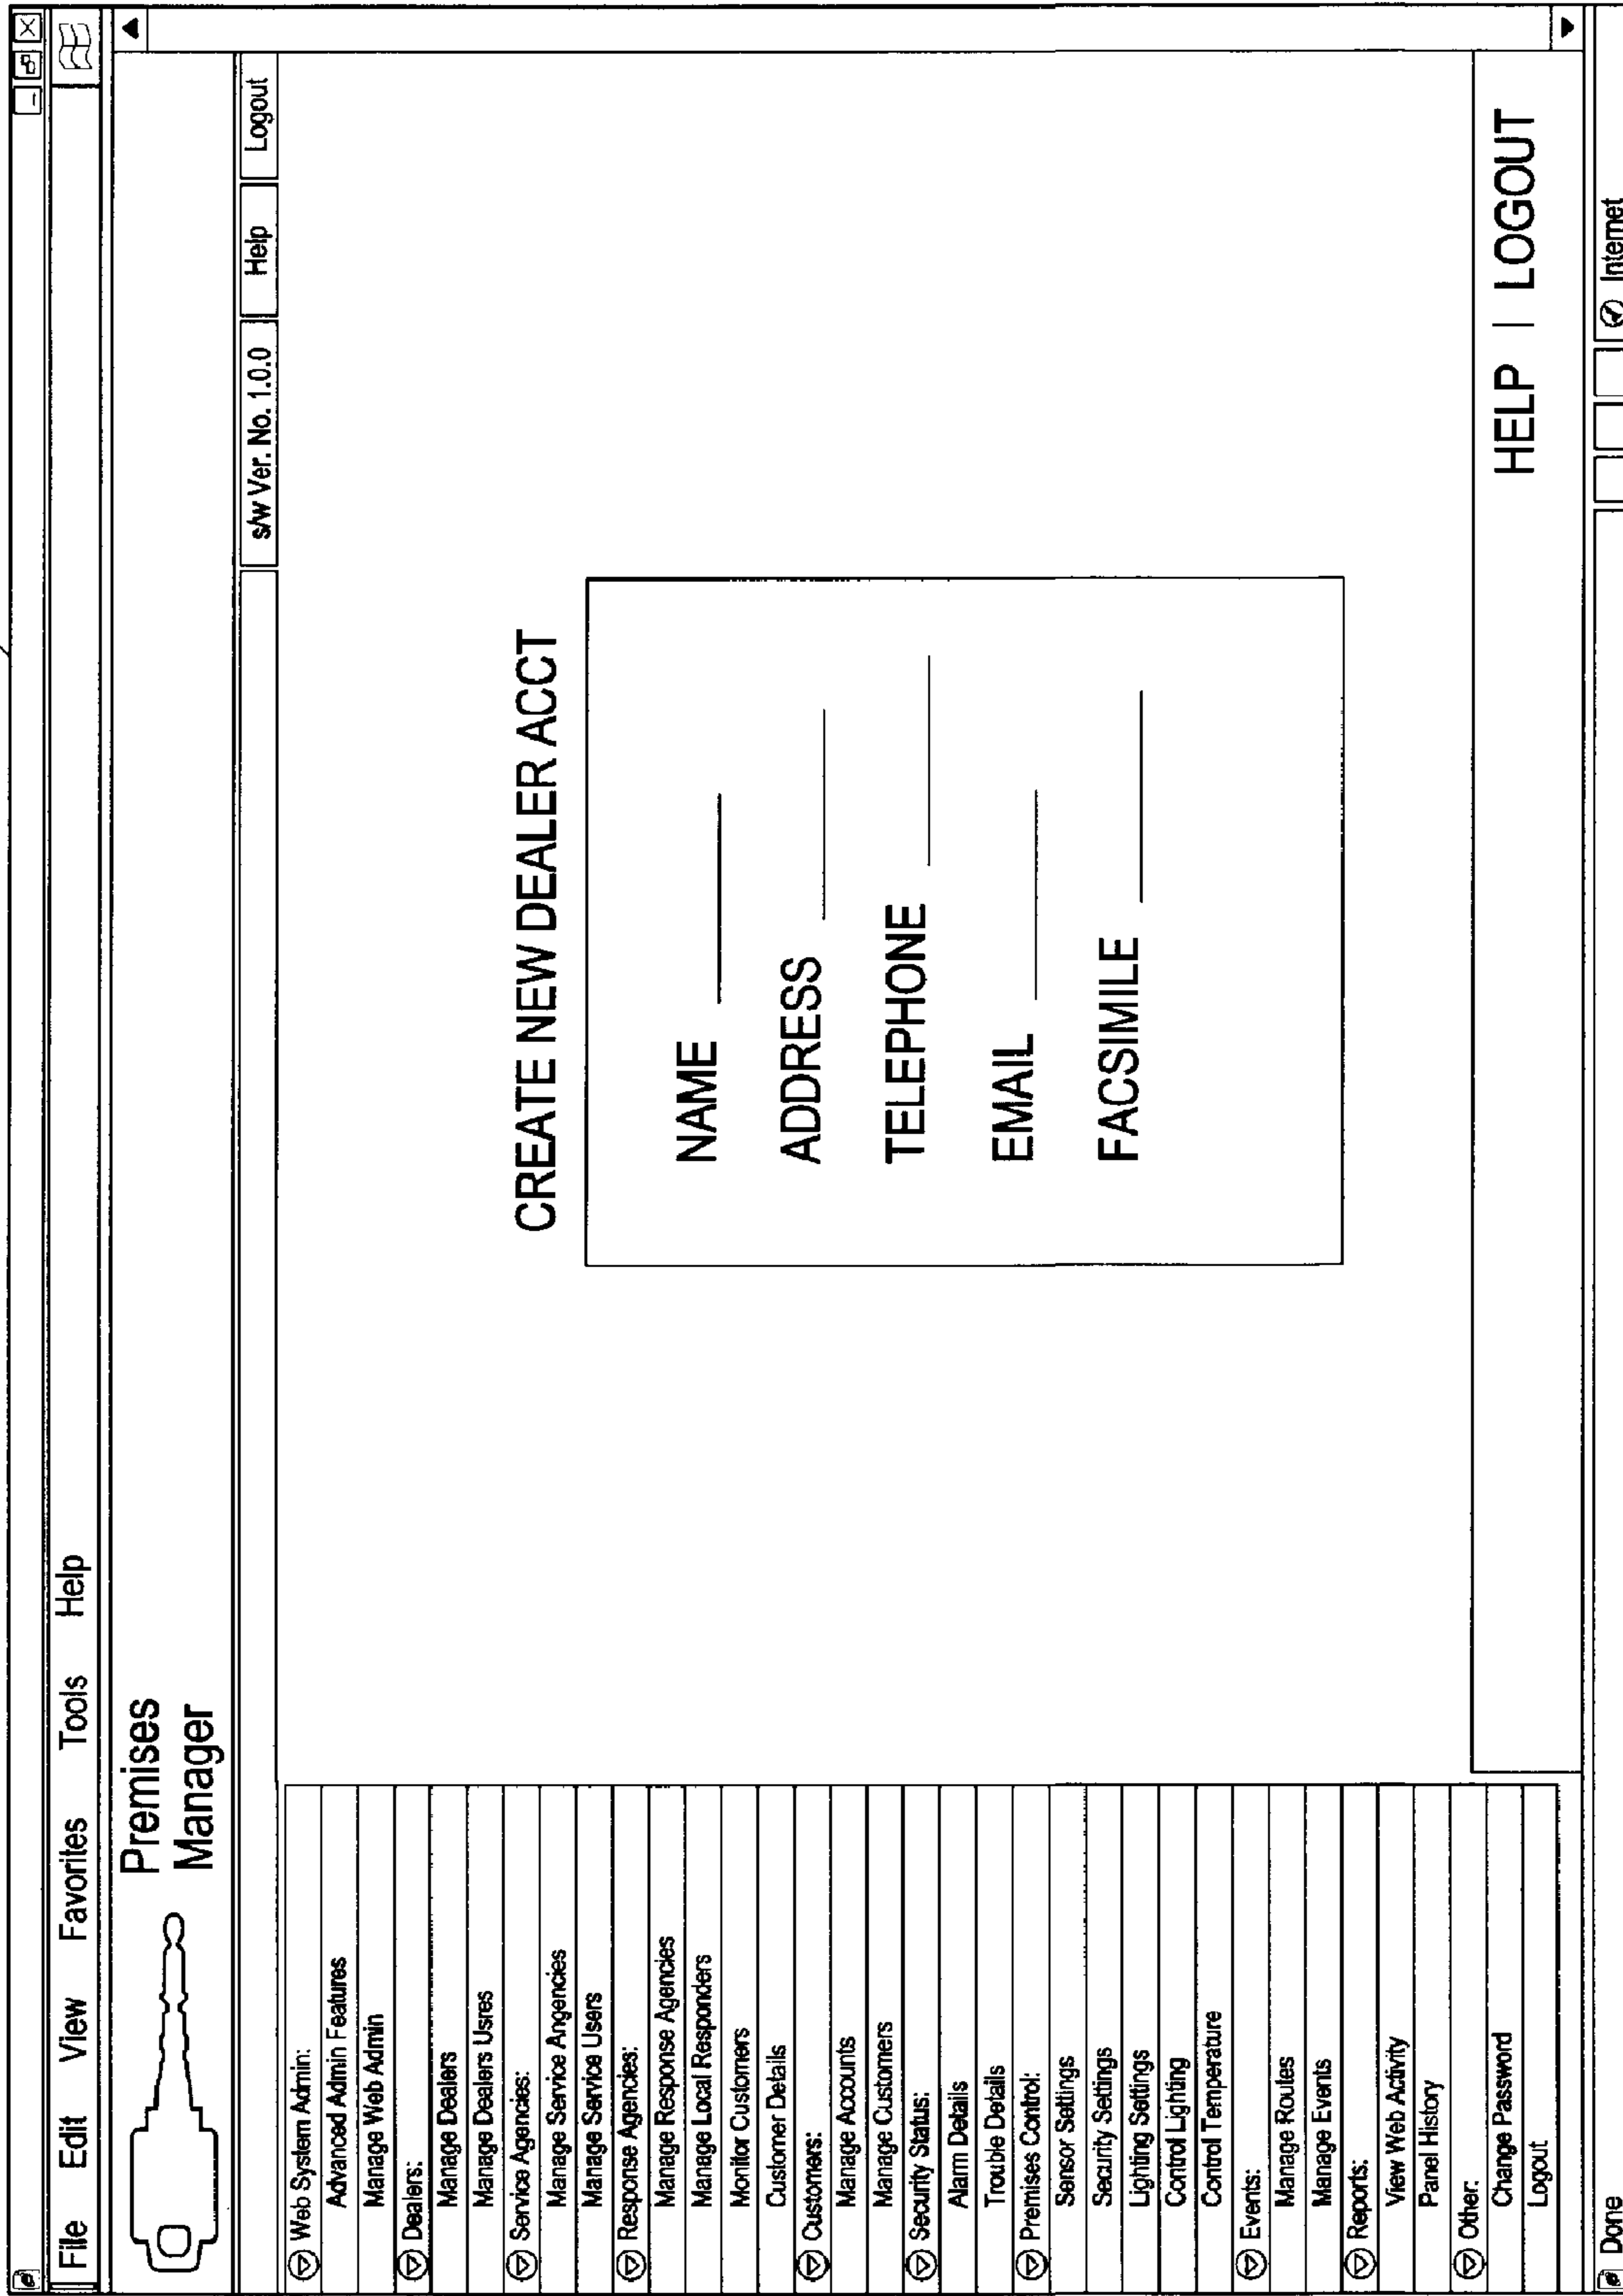 File Edit View Favorites Tools Help
Premises
Manager
s/w Ver. No. 1.0.0 Help Logout
Web System Admin:
Advanced Admin Features
Manage Web Admin
Dealers:
Manage Dealers
Manage Dealers Usres
Service Agencies:
Manage Service Angencies
Manage Service Users
Response Agencies:
Manage Response Agencies
Manage Local Responders
Monitor Customers
Customer Details
Customers:
Manage Accounts
Manage Customers
Security Status:
Alarm Details
Trouble Details
Premises Control:
Sensor Settings
Security Settings
Lighting Settings
Control Lighting
Control Temperature
Events:
Manage Routes
Manage Events
Reports:
View Web Activity
Panel History
Other:
Change Password
Logout
CREATE NEW DEALER ACCT
NAME
ADDRESS
TELEPHONE
EMAIL
FACSIMILE
HELP | LOGOUT
Done Internet